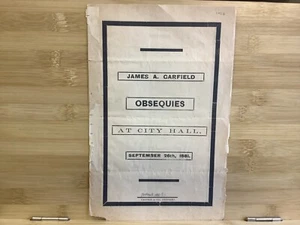 JAMES A. GARFIELD
OBSEQUIES
AT CITY HALL.
SEPTEMBER 26th, 1881.